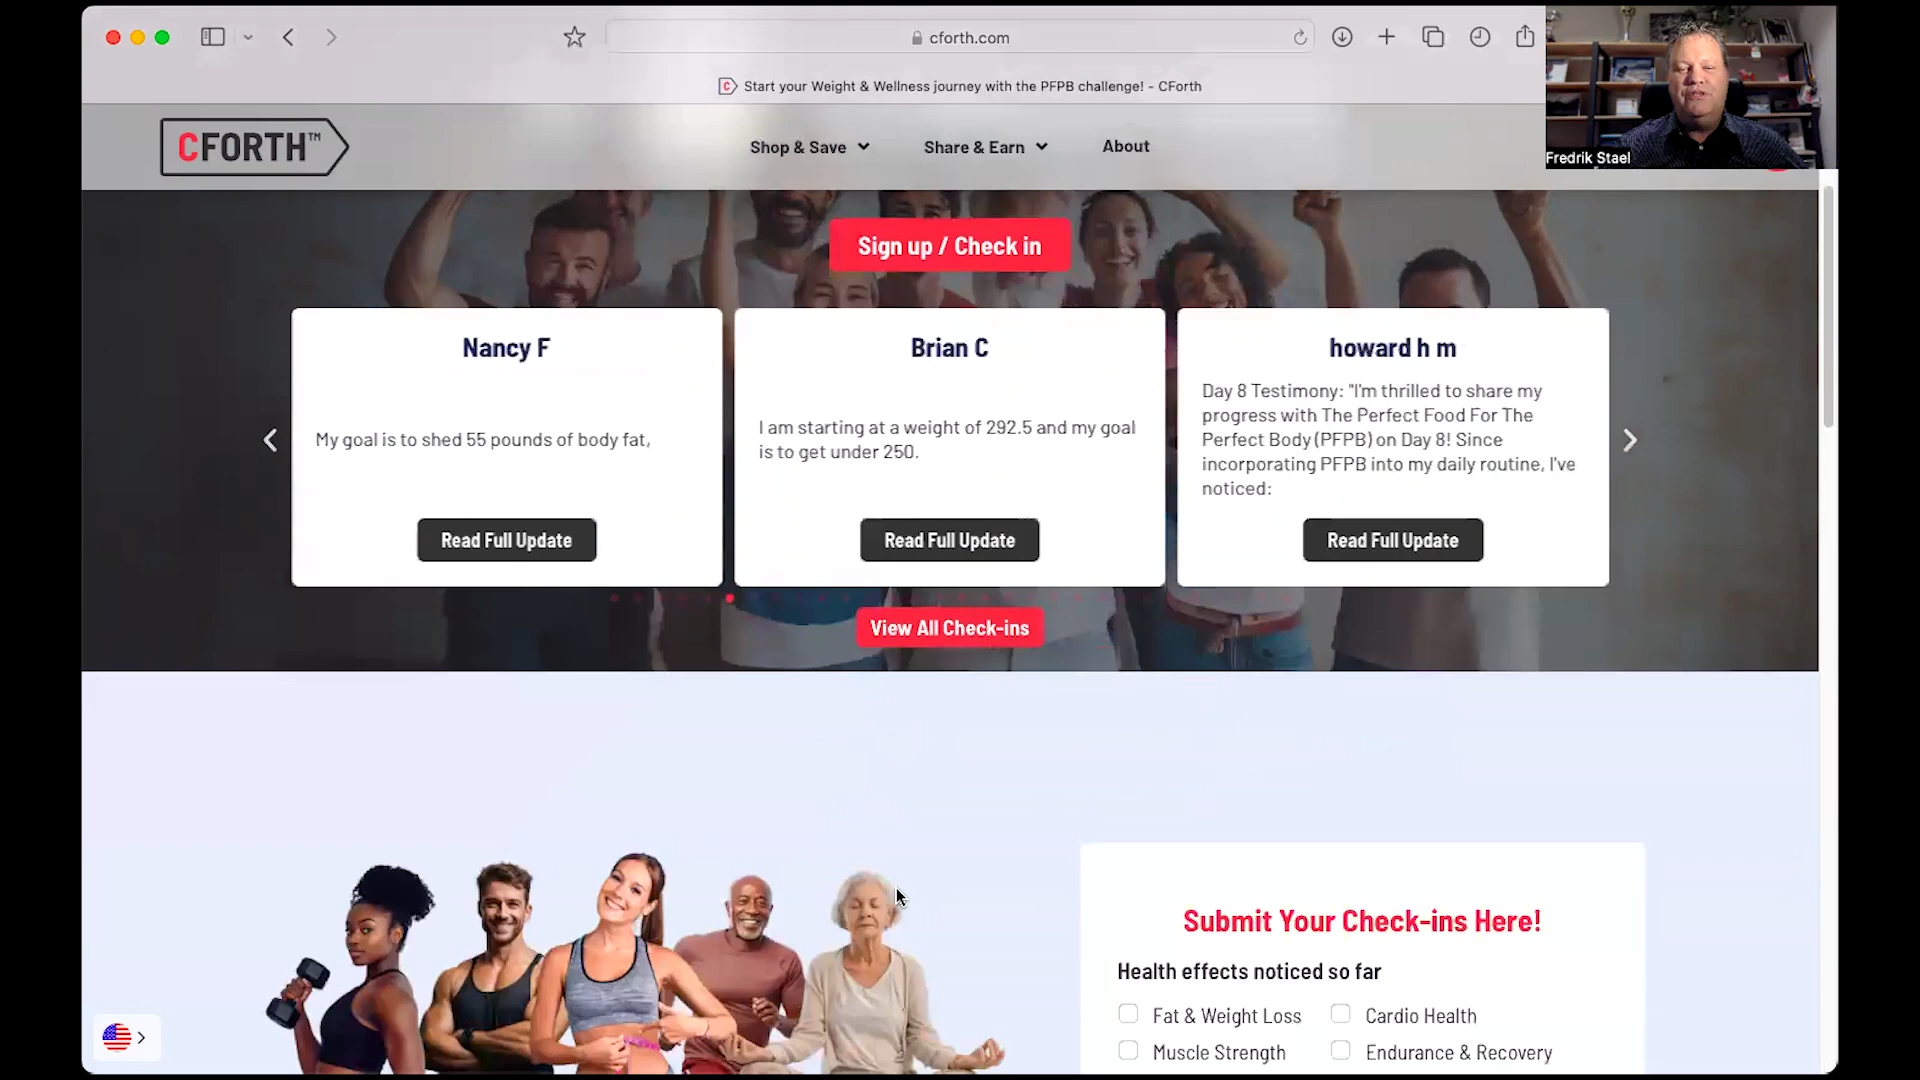 cforth.com
Start your Weight & Wellness journey with the PFPB challenge! - CForth
CFORTH™
Shop & Save
Share & Earn
About
Fredrik Stael
Sign up / Check in
Nancy F
My goal is to shed 55 pounds of body fat,
Read Full Update
Brian C
I am starting at a weight of 292.5 and my goal
is to get under 250.
Read Full Update
howard h m
Day 8 Testimony: "I'm thrilled to share my
progress with The Perfect Food For The
Perfect Body (PFPB) on Day 8! Since
incorporating PFPB into my daily routine, I've
noticed:
Read Full Update
View All Check-ins
Submit Your Check-ins Here!
Health effects noticed so far
Fat & Weight Loss
Cardio Health
Muscle Strength
Endurance & Recovery